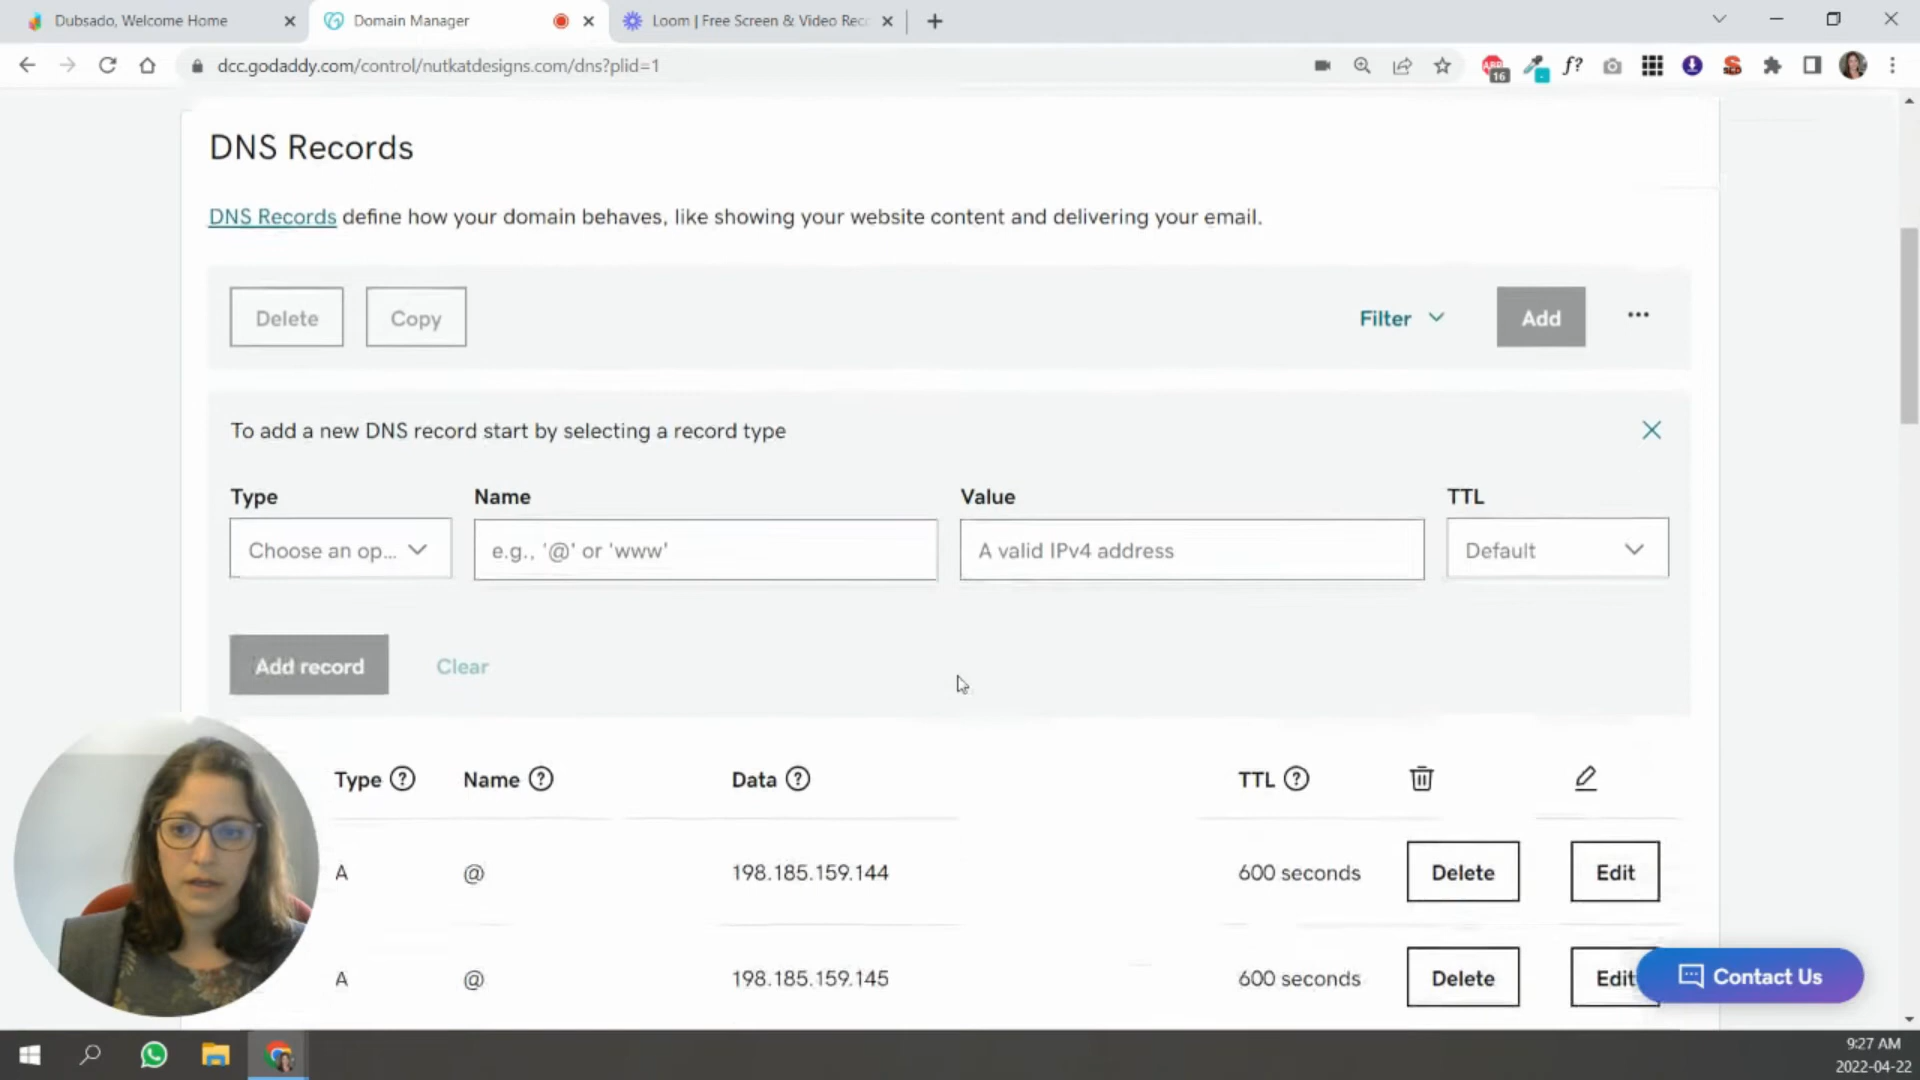 Dubsado, Welcome Home
Domain Manager
Loom | Free Screen & Video Rec
dcc.godaddy.com/control/nutkatdesigns.com/dns?plid=1
ABP
16
f?
DNS Records
DNS Records define how your domain behaves, like showing your website content and delivering your email.
Delete
Copy
Filter
Add
To add a new DNS record start by selecting a record type
Type
Name
Value
TTL
Choose an op...
e.g., '@' or 'www'
A valid IPv4 address
Default
Add record
Clear
Type
Name
Data
TTL
A
@
198.185.159.144
600 seconds
Delete
Edit
A
@
198.185.159.145
600 seconds
Delete
Edit
Contact Us
9:27 AM
2022-04-22